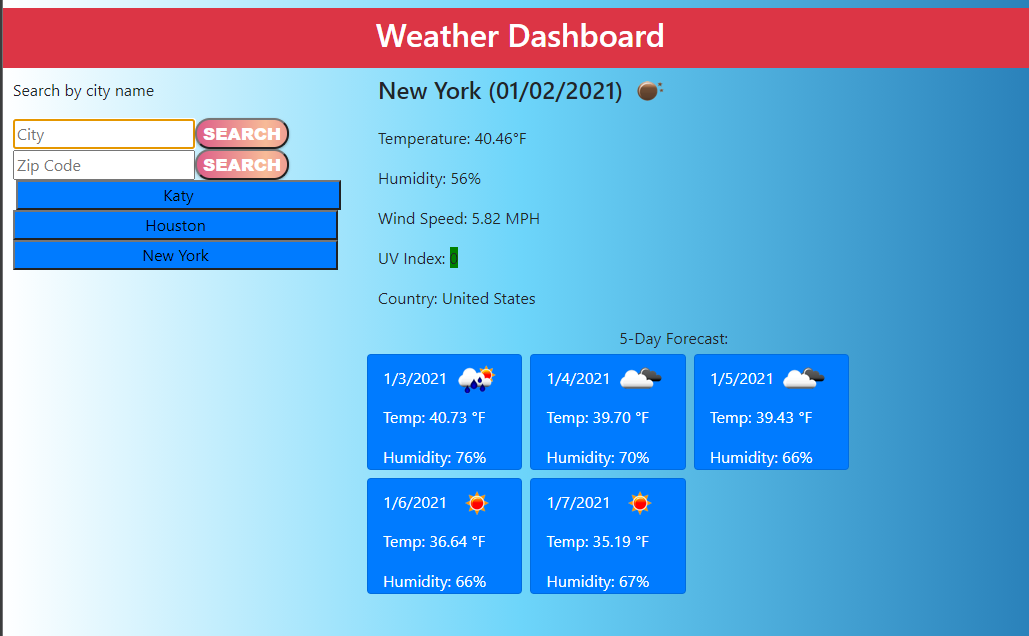 Weather Dashboard
Search by city name
City SEARCH
Zip Code SEARCH
Katy
Houston
New York
New York (01/02/2021)
Temperature: 40.46°F
Humidity: 56%
Wind Speed: 5.82 MPH
UV Index: 0
Country: United States
5-Day Forecast:
1/3/2021
Temp: 40.73 °F
Humidity: 76%
1/4/2021
Temp: 39.70 °F
Humidity: 70%
1/5/2021
Temp: 39.43 °F
Humidity: 66%
1/6/2021
Temp: 36.64 °F
Humidity: 66%
1/7/2021
Temp: 35.19 °F
Humidity: 67%